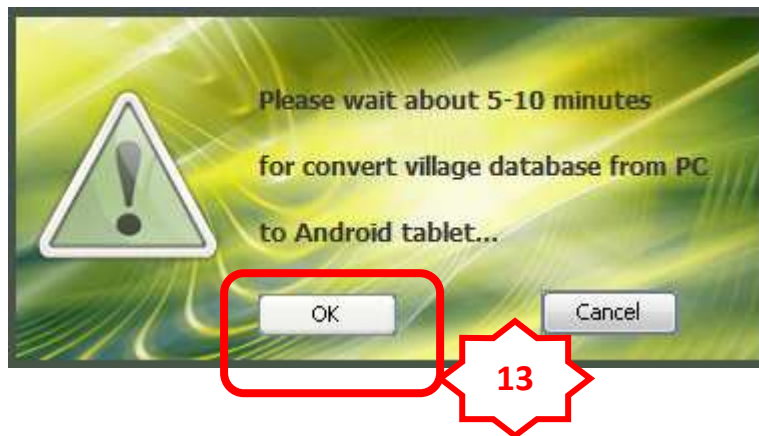 Please wait about 5-10 minutes
for convert village database from PC
to Android tablet...
OK
Cancel
13